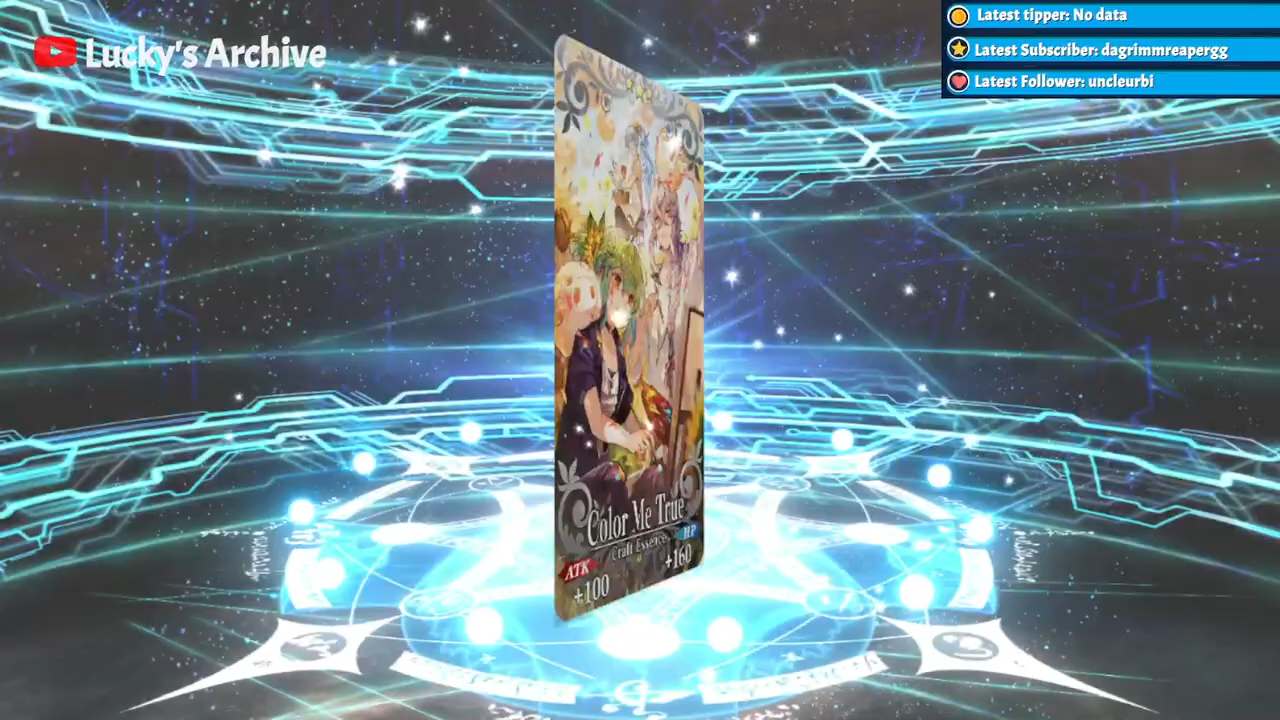 Lucky's Archive
Latest tipper: No data
Latest Subscriber: dagrimmreapergg
Latest Follower: uncleurbi
Color Me True
Craft Essence
ATK
+100
HP
+160